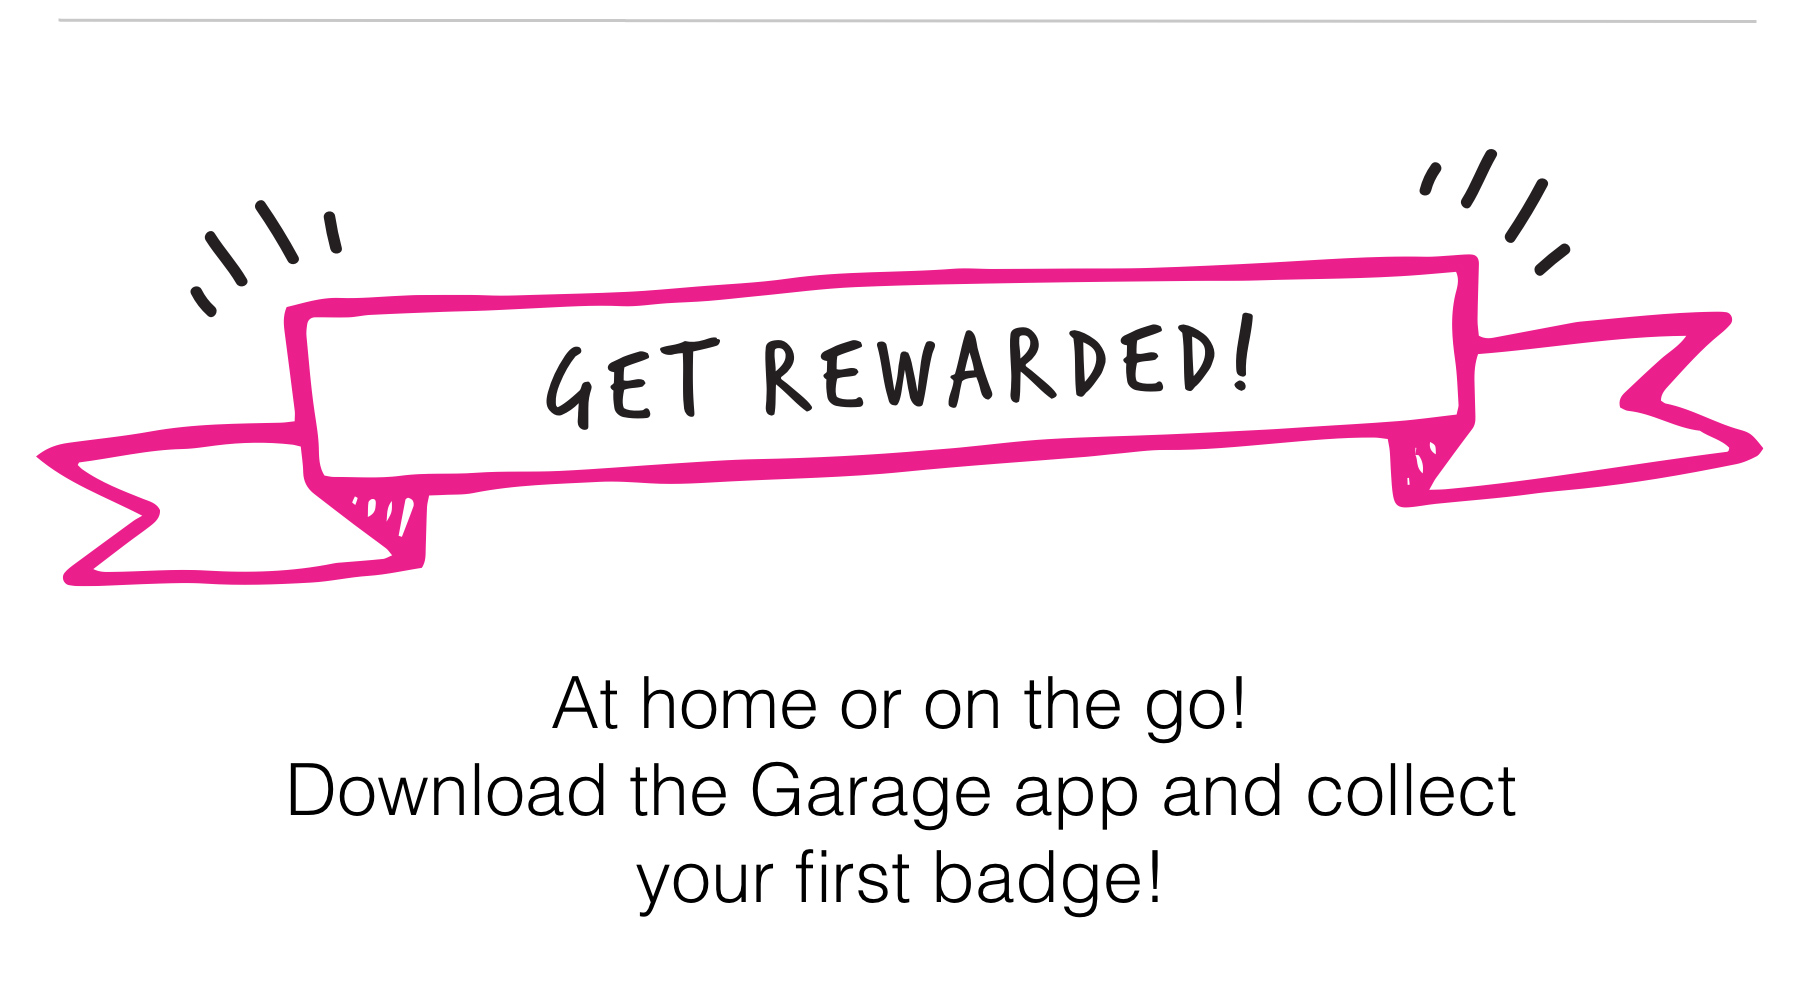 GET REWARDED!
At home or on the go!
Download the Garage app and collect
your first badge!